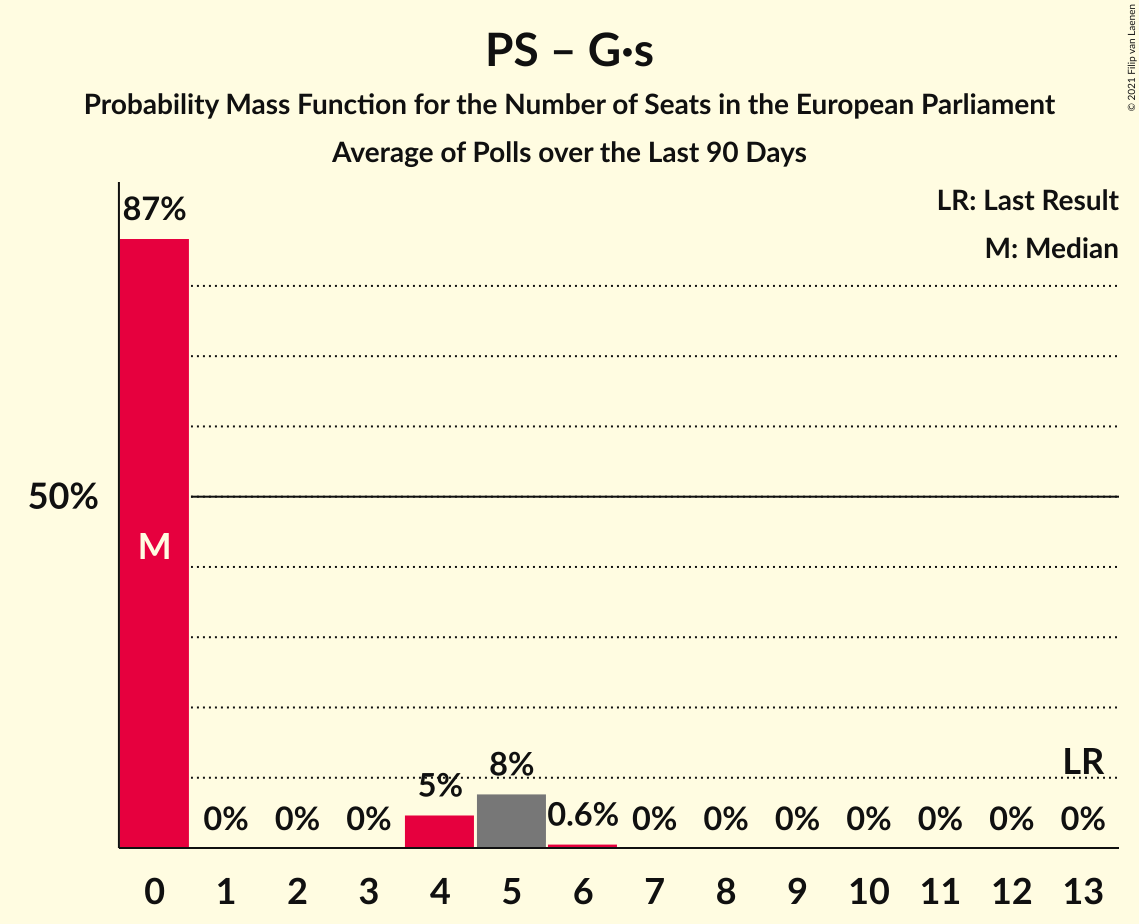 PS – G·s
Probability Mass Function for the Number of Seats in the European Parliament
Average of Polls over the Last 90 Days
© 2021 Filip van Laenen
LR: Last Result
M: Median
87%
50%
M
5%
8%
LR
0%
0%
0%
0.6%
0%
0%
0%
0%
0%
0%
0%
0 1 2 3 4 5 6 7 8 9 10 11 12 13